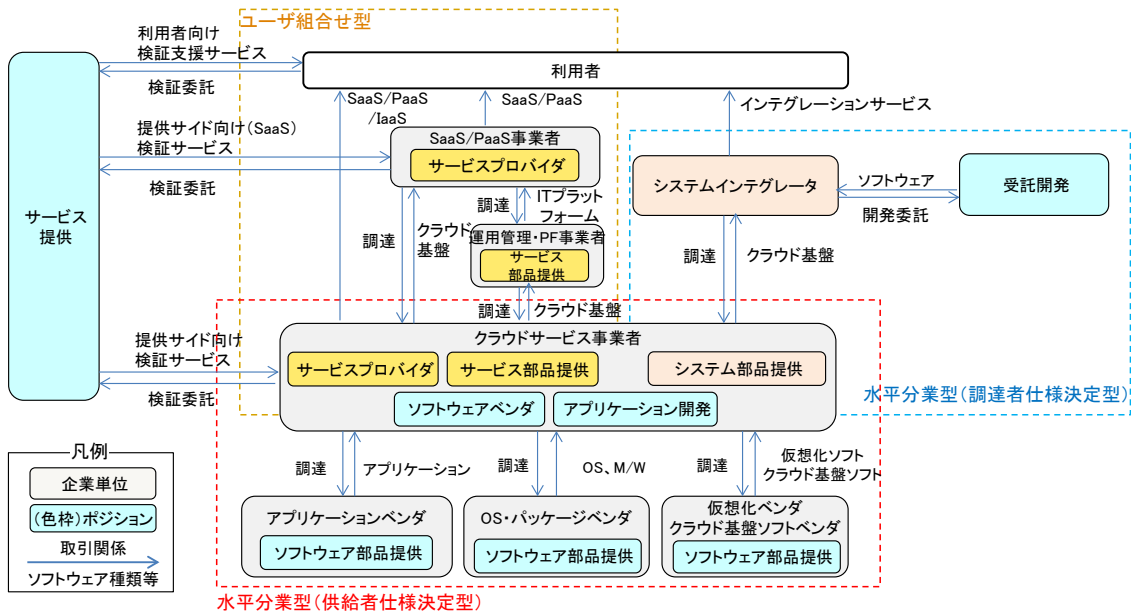 ユーザ組合せ型
利用者向け
検証支援サービス
検証委託
利用者
SaaS/PaaS
/IaaS
SaaS/PaaS
インテグレーションサービス
提供サイド向け(SaaS)
検証サービス
検証委託
SaaS/PaaS事業者
サービスプロバイダ
システムインテグレータ
ソフトウェア
開発委託
受託開発
サービス
提供
調達
クラウド
基盤
調達
ITプラット
フォーム
運用管理・PF事業者
サービス
部品提供
調達
クラウド基盤
調達
クラウド基盤
提供サイド向け
検証サービス
検証委託
クラウドサービス事業者
サービスプロバイダ
サービス部品提供
システム部品提供
ソフトウェアベンダ
アプリケーション開発
水平分業型(調達者仕様決定型)
凡例
企業単位
(色枠)ポジション
取引関係
ソフトウェア種類等
調達
アプリケーション
調達
OS、M/W
調達
仮想化ソフト
クラウド基盤ソフト
アプリケーションベンダ
ソフトウェア部品提供
OS・パッケージベンダ
ソフトウェア部品提供
仮想化ベンダ
クラウド基盤ソフトベンダ
ソフトウェア部品提供
水平分業型(供給者仕様決定型)